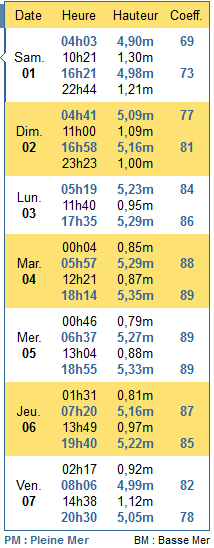 Date Heure Hauteur Coeff.
Sam. 01
04h03 4,90m 69
10h21 1,30m
16h21 4,98m 73
22h44 1,21m
Dim. 02
04h41 5,09m 77
11h00 1,09m
16h58 5,16m 81
23h23 1,00m
Lun. 03
05h19 5,23m 84
11h40 0,95m
17h35 5,29m 86
Mar. 04
00h04 0,85m
05h57 5,29m 88
12h21 0,87m
18h14 5,35m 89
Mer. 05
00h46 0,79m
06h37 5,27m 89
13h04 0,88m
18h55 5,33m 89
Jeu. 06
01h31 0,81m
07h20 5,16m 87
13h49 0,97m
19h40 5,22m 85
Ven. 07
02h17 0,92m
08h06 4,99m 82
14h38 1,12m
20h30 5,05m 78
PM : Pleine Mer BM : Basse Mer